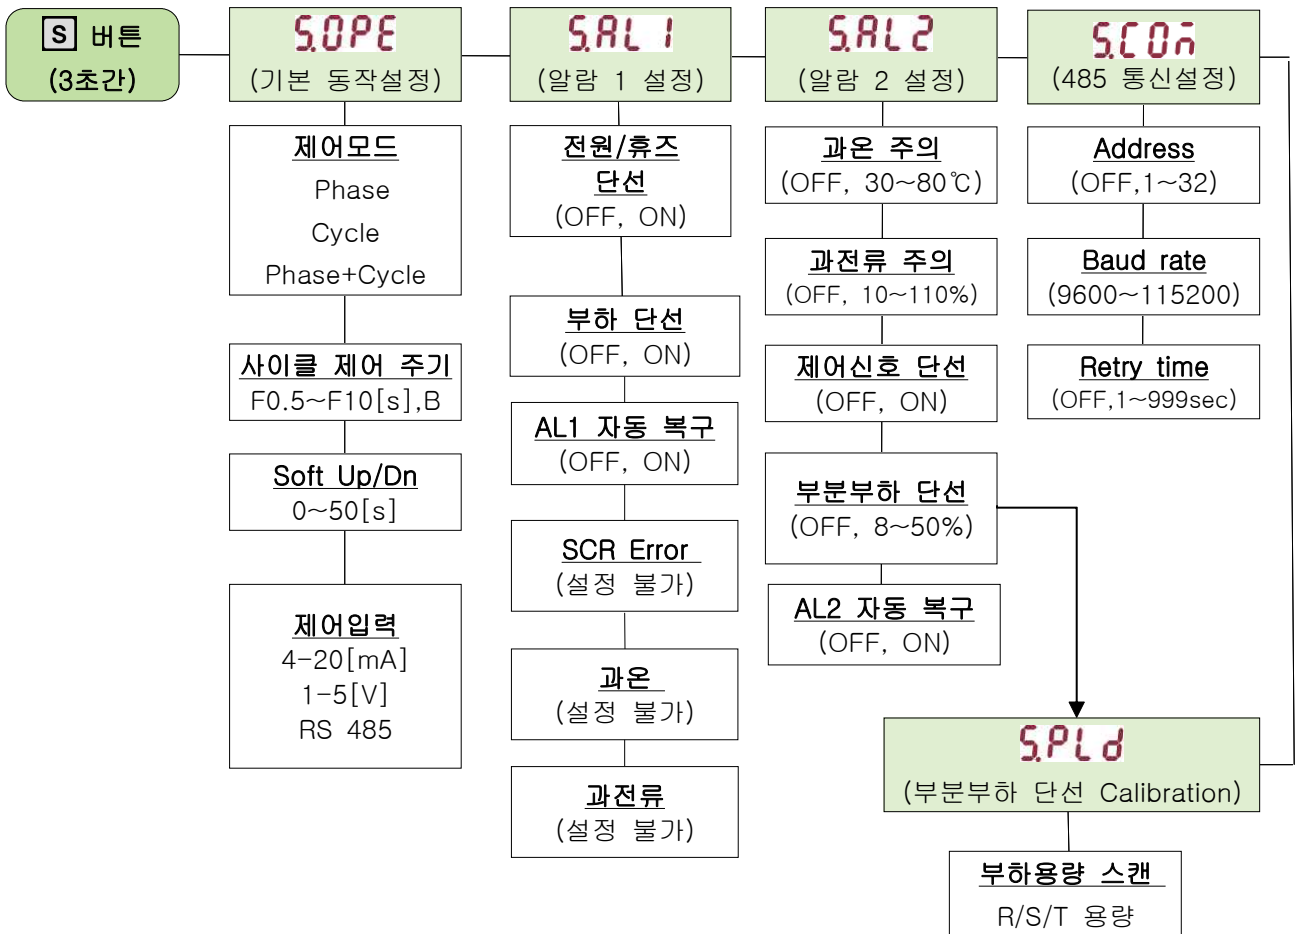 S 버튼
(3초간)
S.OPE
(기본 동작설정)
제어모드
Phase
Cycle
Phase+Cycle
사이클 제어 주기
F0.5~F10[s],B
Soft Up/Dn
0~50[s]
제어입력
4-20[mA]
1-5[V]
RS 485
S.AL1
(알람 1 설정)
전원/휴즈
단선
(OFF, ON)
부하 단선
(OFF, ON)
AL1 자동 복구
(OFF, ON)
SCR Error
(설정 불가)
과온
(설정 불가)
과전류
(설정 불가)
S.AL2
(알람 2 설정)
과온 주의
(OFF, 30~80℃)
과전류 주의
(OFF, 10~110%)
제어신호 단선
(OFF, ON)
부분부하 단선
(OFF, 8~50%)
AL2 자동 복구
(OFF, ON)
S.COn
(485 통신설정)
Address
(OFF,1~32)
Baud rate
(9600~115200)
Retry time
(OFF,1~999sec)
S.PLd
(부분부하 단선 Calibration)
부하용량 스캔
R/S/T 용량